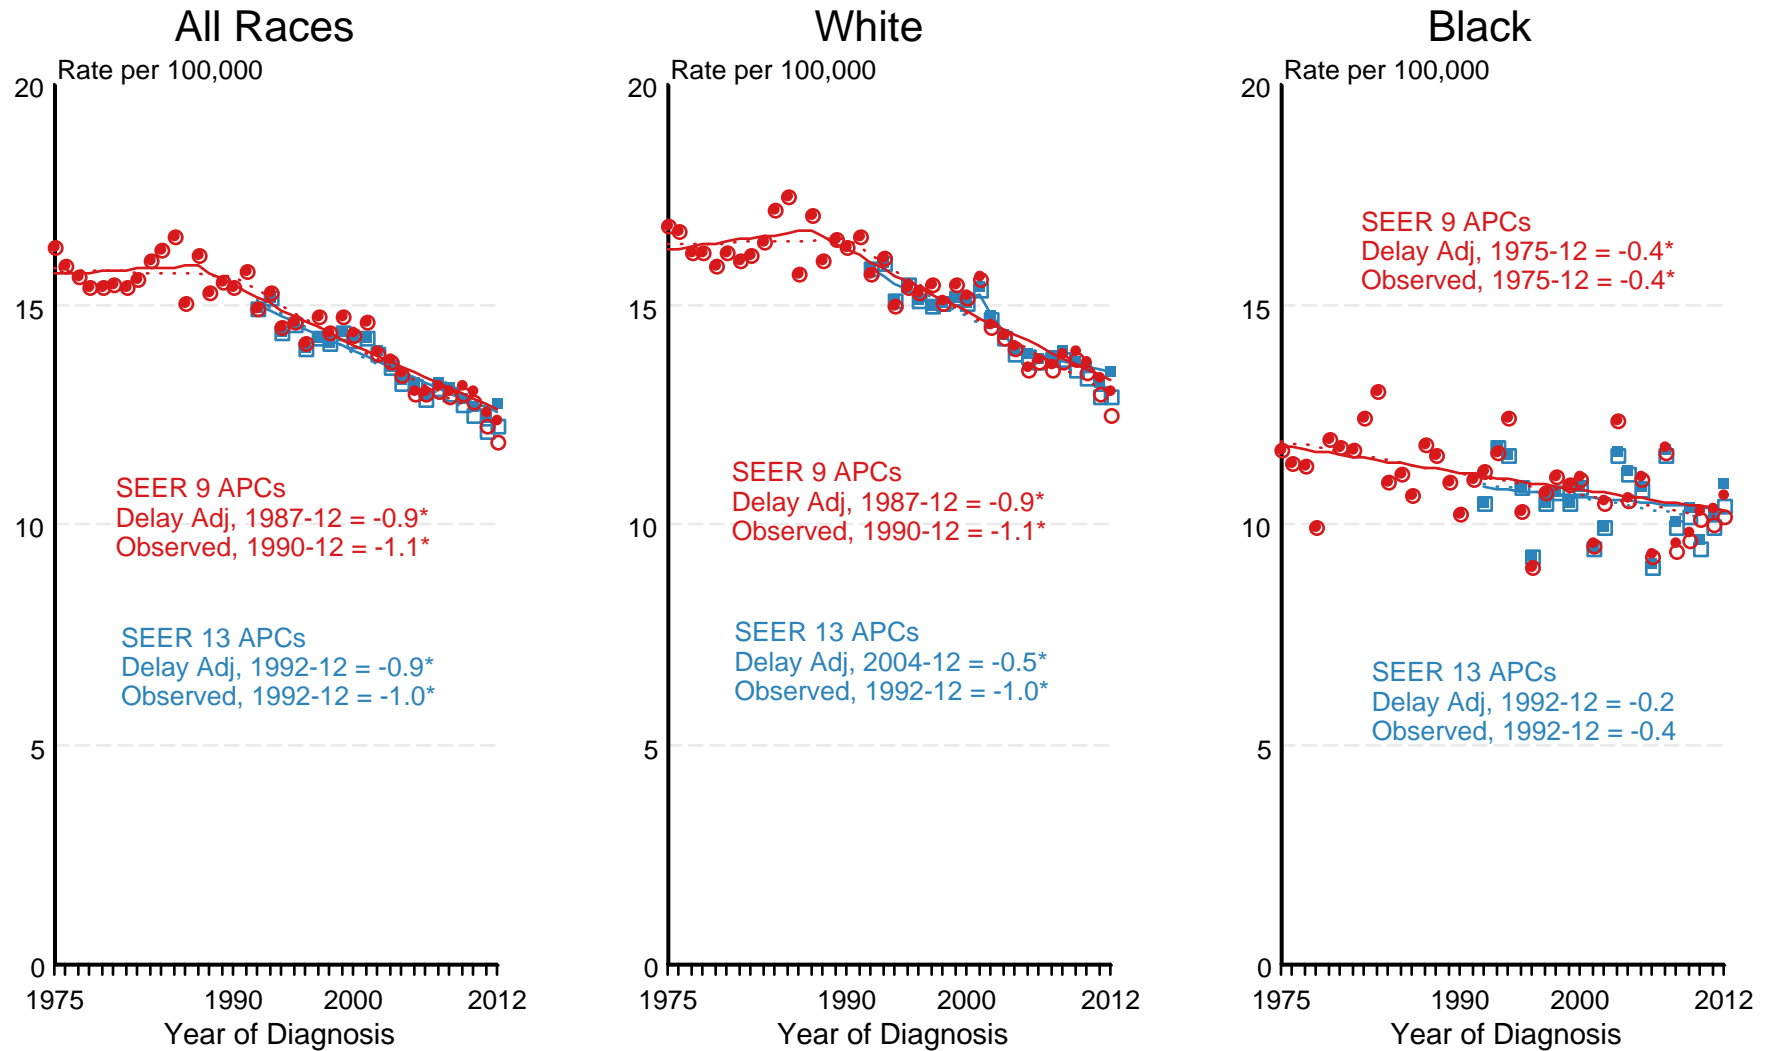 All Races
Rate per 100,000
20
15
10
5
0
SEER 9 APCs
Delay Adj, 1987-12 = -0.9*
Observed, 1990-12 = -1.1*
SEER 13 APCs
Delay Adj, 1992-12 = -0.9*
Observed, 1992-12 = -1.0*
1975 1990 2000 2012
Year of Diagnosis
White
Rate per 100,000
20
15
10
5
0
SEER 9 APCs
Delay Adj, 1987-12 = -0.9*
Observed, 1990-12 = -1.1*
SEER 13 APCs
Delay Adj, 2004-12 = -0.5*
Observed, 1992-12 = -1.0*
1975 1990 2000 2012
Year of Diagnosis
Black
Rate per 100,000
20
15
10
5
0
SEER 9 APCs
Delay Adj, 1975-12 = -0.4*
Observed, 1975-12 = -0.4*
SEER 13 APCs
Delay Adj, 1992-12 = -0.2
Observed, 1992-12 = -0.4
1975 1990 2000 2012
Year of Diagnosis